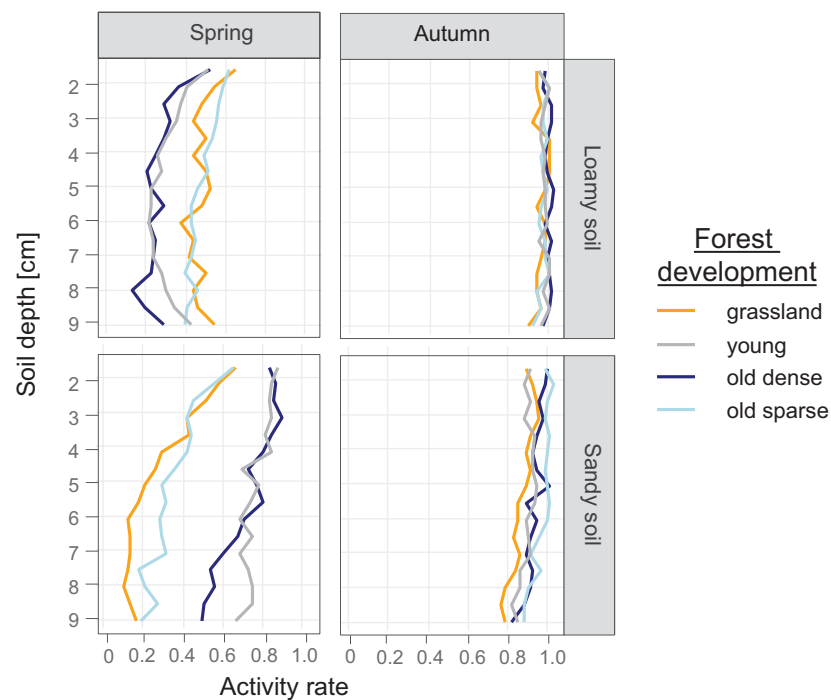 Spring
Autumn
2
3
4
5
6
7
8
9
Loamy soil
Soil depth [cm]
2
3
4
5
6
7
8
9
Sandy soil
0 0.2 0.4 0.6 0.8 1.0
0 0.2 0.4 0.6 0.8 1.0
Activity rate
Forest
development
grassland
young
old dense
old sparse